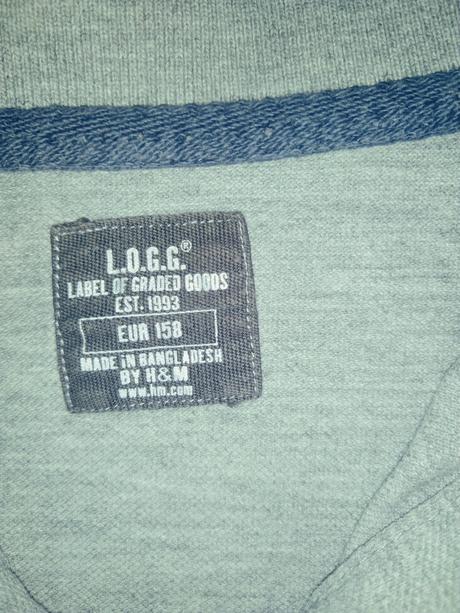 L.O.G.G.®
LABEL OF GRADED GOODS
EST. 1993
EUR 158
MADE IN BANGLADESH
BY H&M
www.hm.com